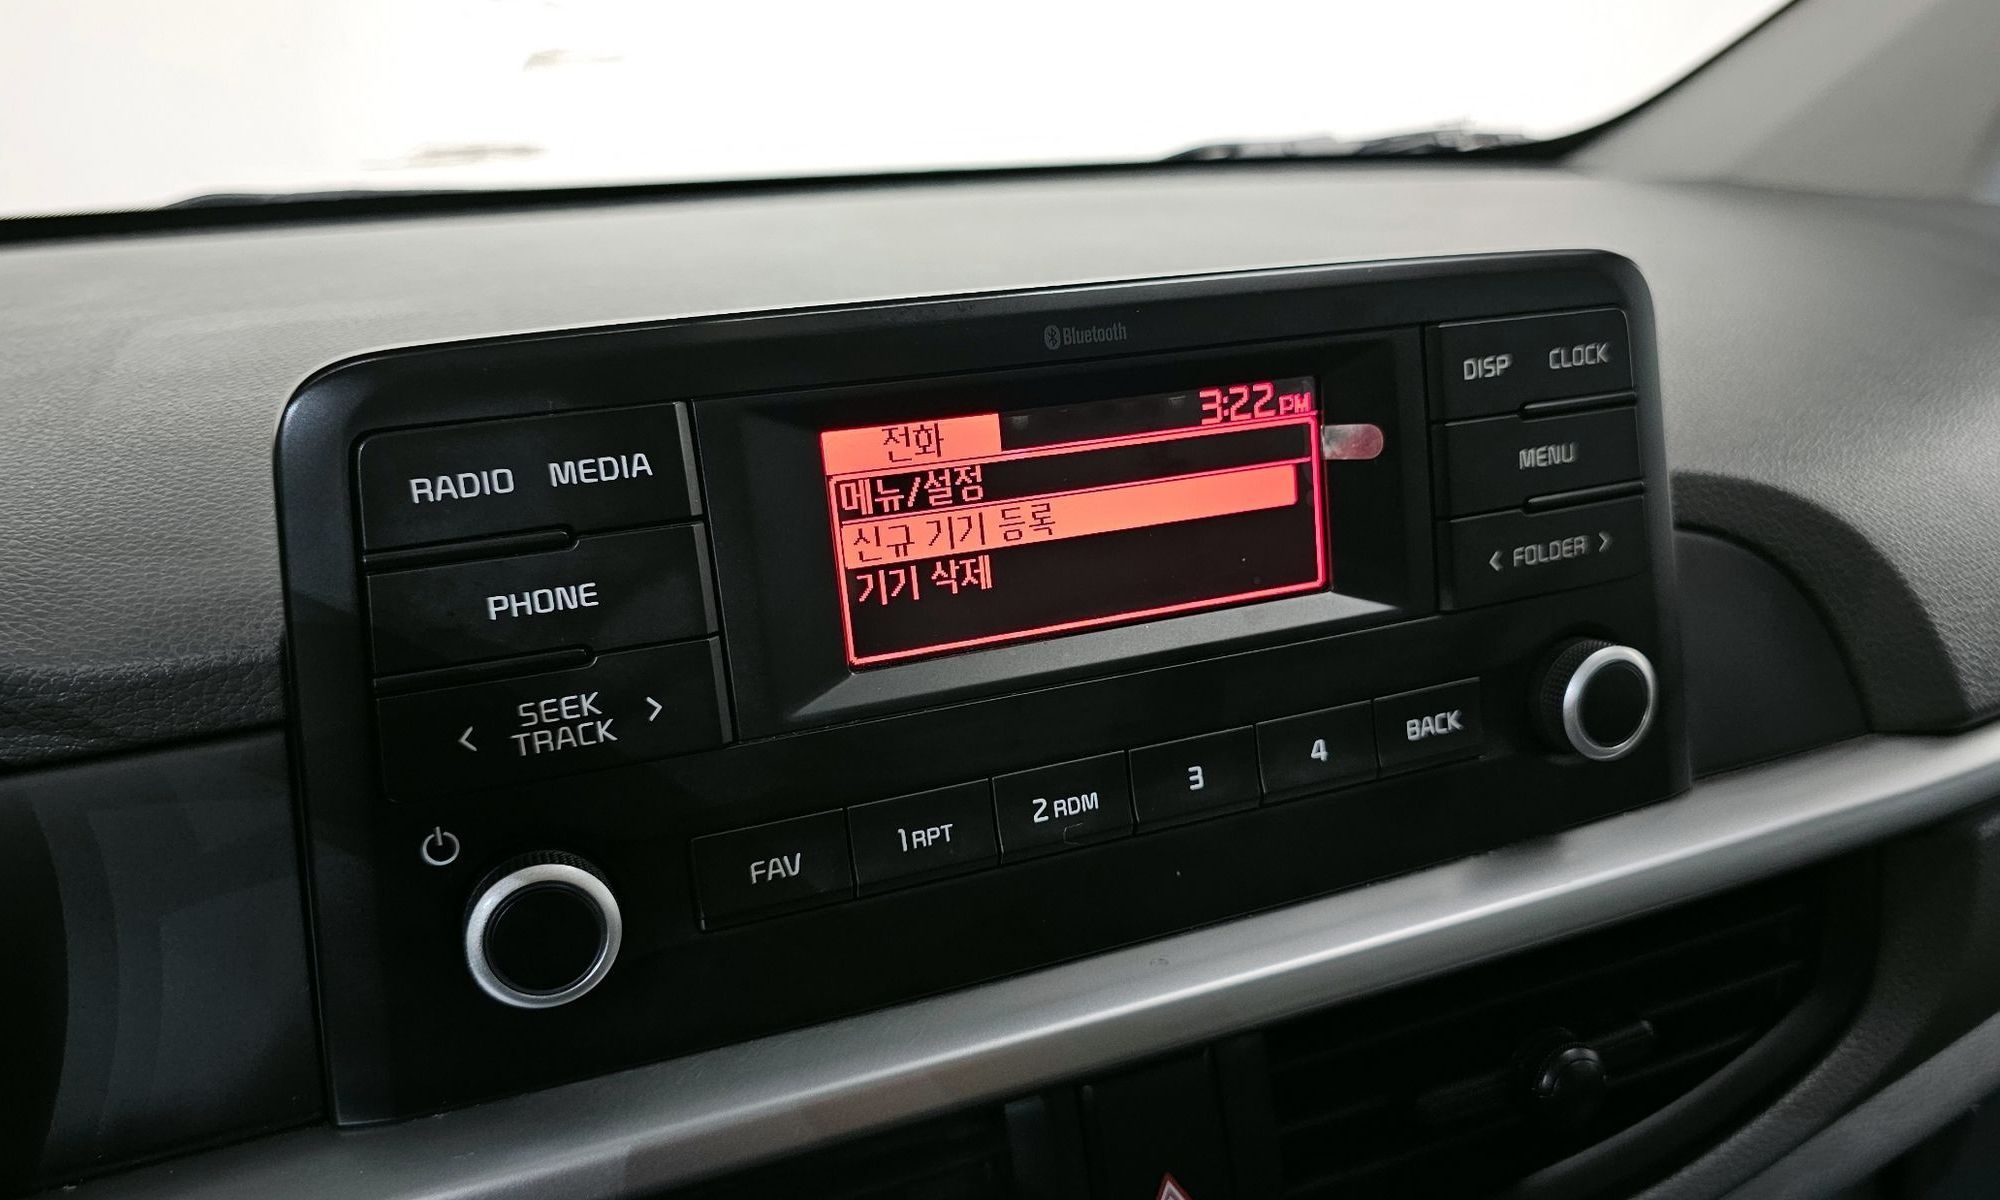 Bluetooth
RADIO MEDIA
PHONE
< SEEK TRACK >
전화 3:22 PM
메뉴/설정
신규 기기 등록
기기 삭제
DISP CLOCK
MENU
< FOLDER >
FAV 1 RPT 2 RDM 3 4 BACK